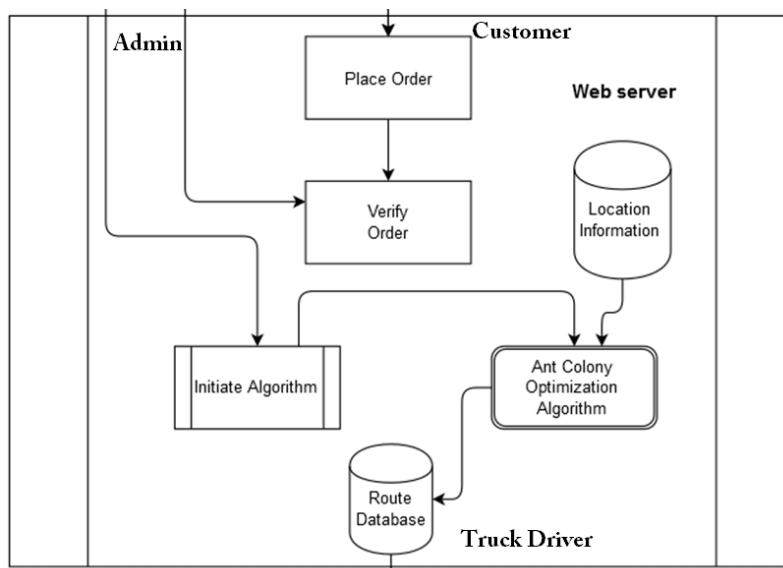 Admin
Customer
Place Order
Web server
Verify
Order
Location
Information
Initiate Algorithm
Ant Colony
Optimization
Algorithm
Route
Database
Truck Driver